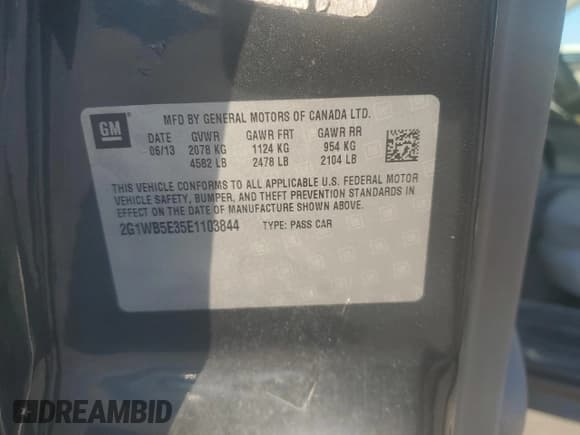 GM
MFD BY GENERAL MOTORS OF CANADA LTD.
DATE GVWR GAWR FRT GAWR RR
06/13 2078 KG 1124 KG 954 KG
4582 LB 2478 LB 2104 LB
THIS VEHICLE CONFORMS TO ALL APPLICABLE U.S. FEDERAL MOTOR
VEHICLE SAFETY, BUMPER, AND THEFT PREVENTION STANDARDS IN
EFFECT ON THE DATE OF MANUFACTURE SHOWN ABOVE.
2G1WB5E35E1103844 TYPE: PASS CAR
DREAMBID